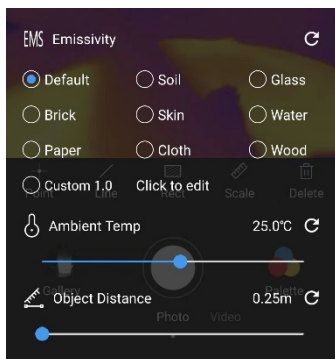 EMS Emissivity
Default Soil Glass
Brick Skin Water
Paper Cloth Wood
Custom 1.0 Click to edit
Point Line Rect Scale Delete
Ambient Temp 25.0℃
Gallery Palette
Object Distance 0.25m
Photo Video